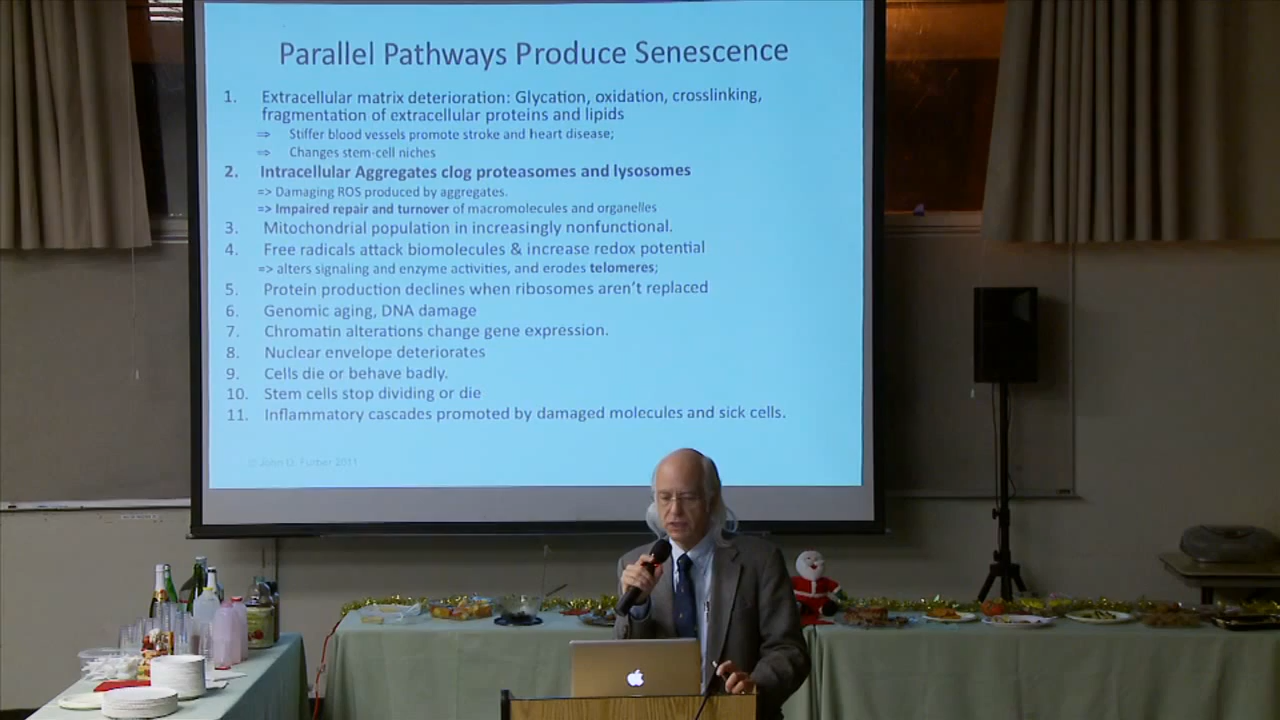 Parallel Pathways Produce Senescence
1. Extracellular matrix deterioration: Glycation, oxidation, crosslinking,
fragmentation of extracellular proteins and lipids
⇒ Stiffer blood vessels promote stroke and heart disease;
⇒ Changes stem-cell niches
2. Intracellular Aggregates clog proteasomes and lysosomes
=> Damaging ROS produced by aggregates.
=> Impaired repair and turnover of macromolecules and organelles
3. Mitochondrial population in increasingly nonfunctional.
4. Free radicals attack biomolecules & increase redox potential
=> alters signaling and enzyme activities, and erodes telomeres;
5. Protein production declines when ribosomes aren't replaced
6. Genomic aging, DNA damage
7. Chromatin alterations change gene expression.
8. Nuclear envelope deteriorates
9. Cells die or behave badly.
10. Stem cells stop dividing or die
11. Inflammatory cascades promoted by damaged molecules and sick cells.
© John D. Furber 2011